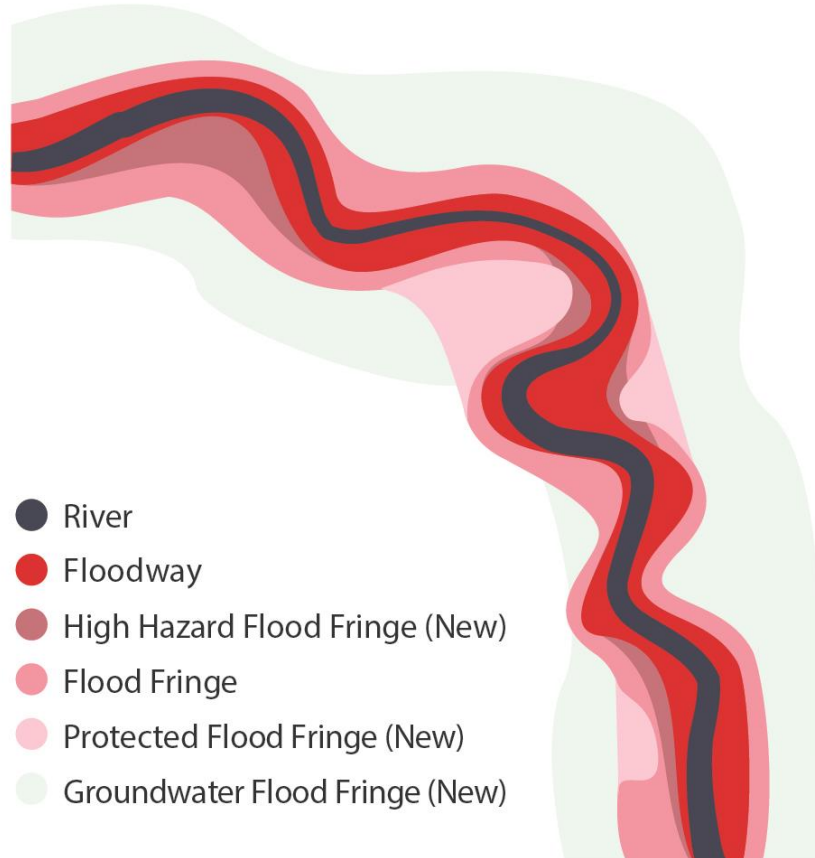 River
Floodway
High Hazard Flood Fringe (New)
Flood Fringe
Protected Flood Fringe (New)
Groundwater Flood Fringe (New)